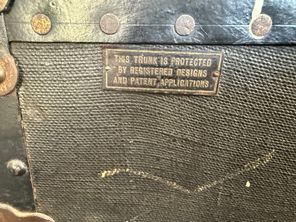 THIS TRUNK IS PROTECTED
BY REGISTERED DESIGNS
AND PATENT APPLICATIONS